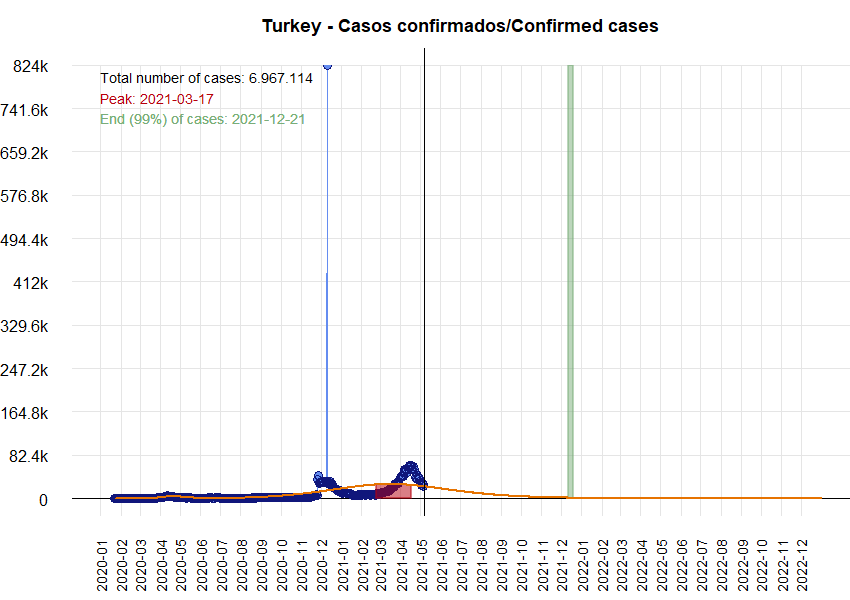 Turkey - Casos confirmados/Confirmed cases
824k
Total number of cases: 6.967.114
Peak: 2021-03-17
741.6k
End (99%) of cases: 2021-12-21
659.2k
576.8k
494.4k
412k
329.6k
247.2k
164.8k
82.4k
0
2020-01
2020-02
2020-03
2020-04
2020-05
2020-06
2020-07
2020-08
2020-09
2020-10
2020-11
2020-12
2021-01
2021-02
2021-03
2021-04
2021-05
2021-06
2021-07
2021-08
2021-09
2021-10
2021-11
2021-12
2022-01
2022-02
2022-03
2022-04
2022-05
2022-06
2022-07
2022-08
2022-09
2022-10
2022-11
2022-12